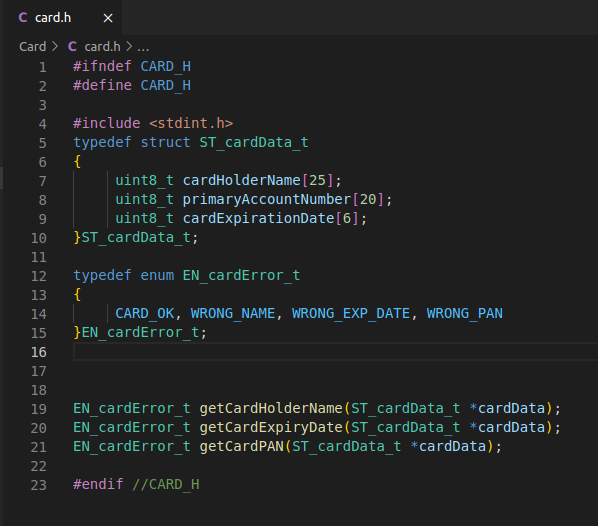 C card.h ×
Card > C card.h > ...
1 #ifndef CARD_H
2 #define CARD_H
3
4 #include <stdint.h>
5 typedef struct ST_cardData_t
6 {
7 uint8_t cardHolderName[25];
8 uint8_t primaryAccountNumber[20];
9 uint8_t cardExpirationDate[6];
10 }ST_cardData_t;
11
12 typedef enum EN_cardError_t
13 {
14 CARD_OK, WRONG_NAME, WRONG_EXP_DATE, WRONG_PAN
15 }EN_cardError_t;
16
17
18
19 EN_cardError_t getCardHolderName(ST_cardData_t *cardData);
20 EN_cardError_t getCardExpiryDate(ST_cardData_t *cardData);
21 EN_cardError_t getCardPAN(ST_cardData_t *cardData);
22
23 #endif //CARD_H